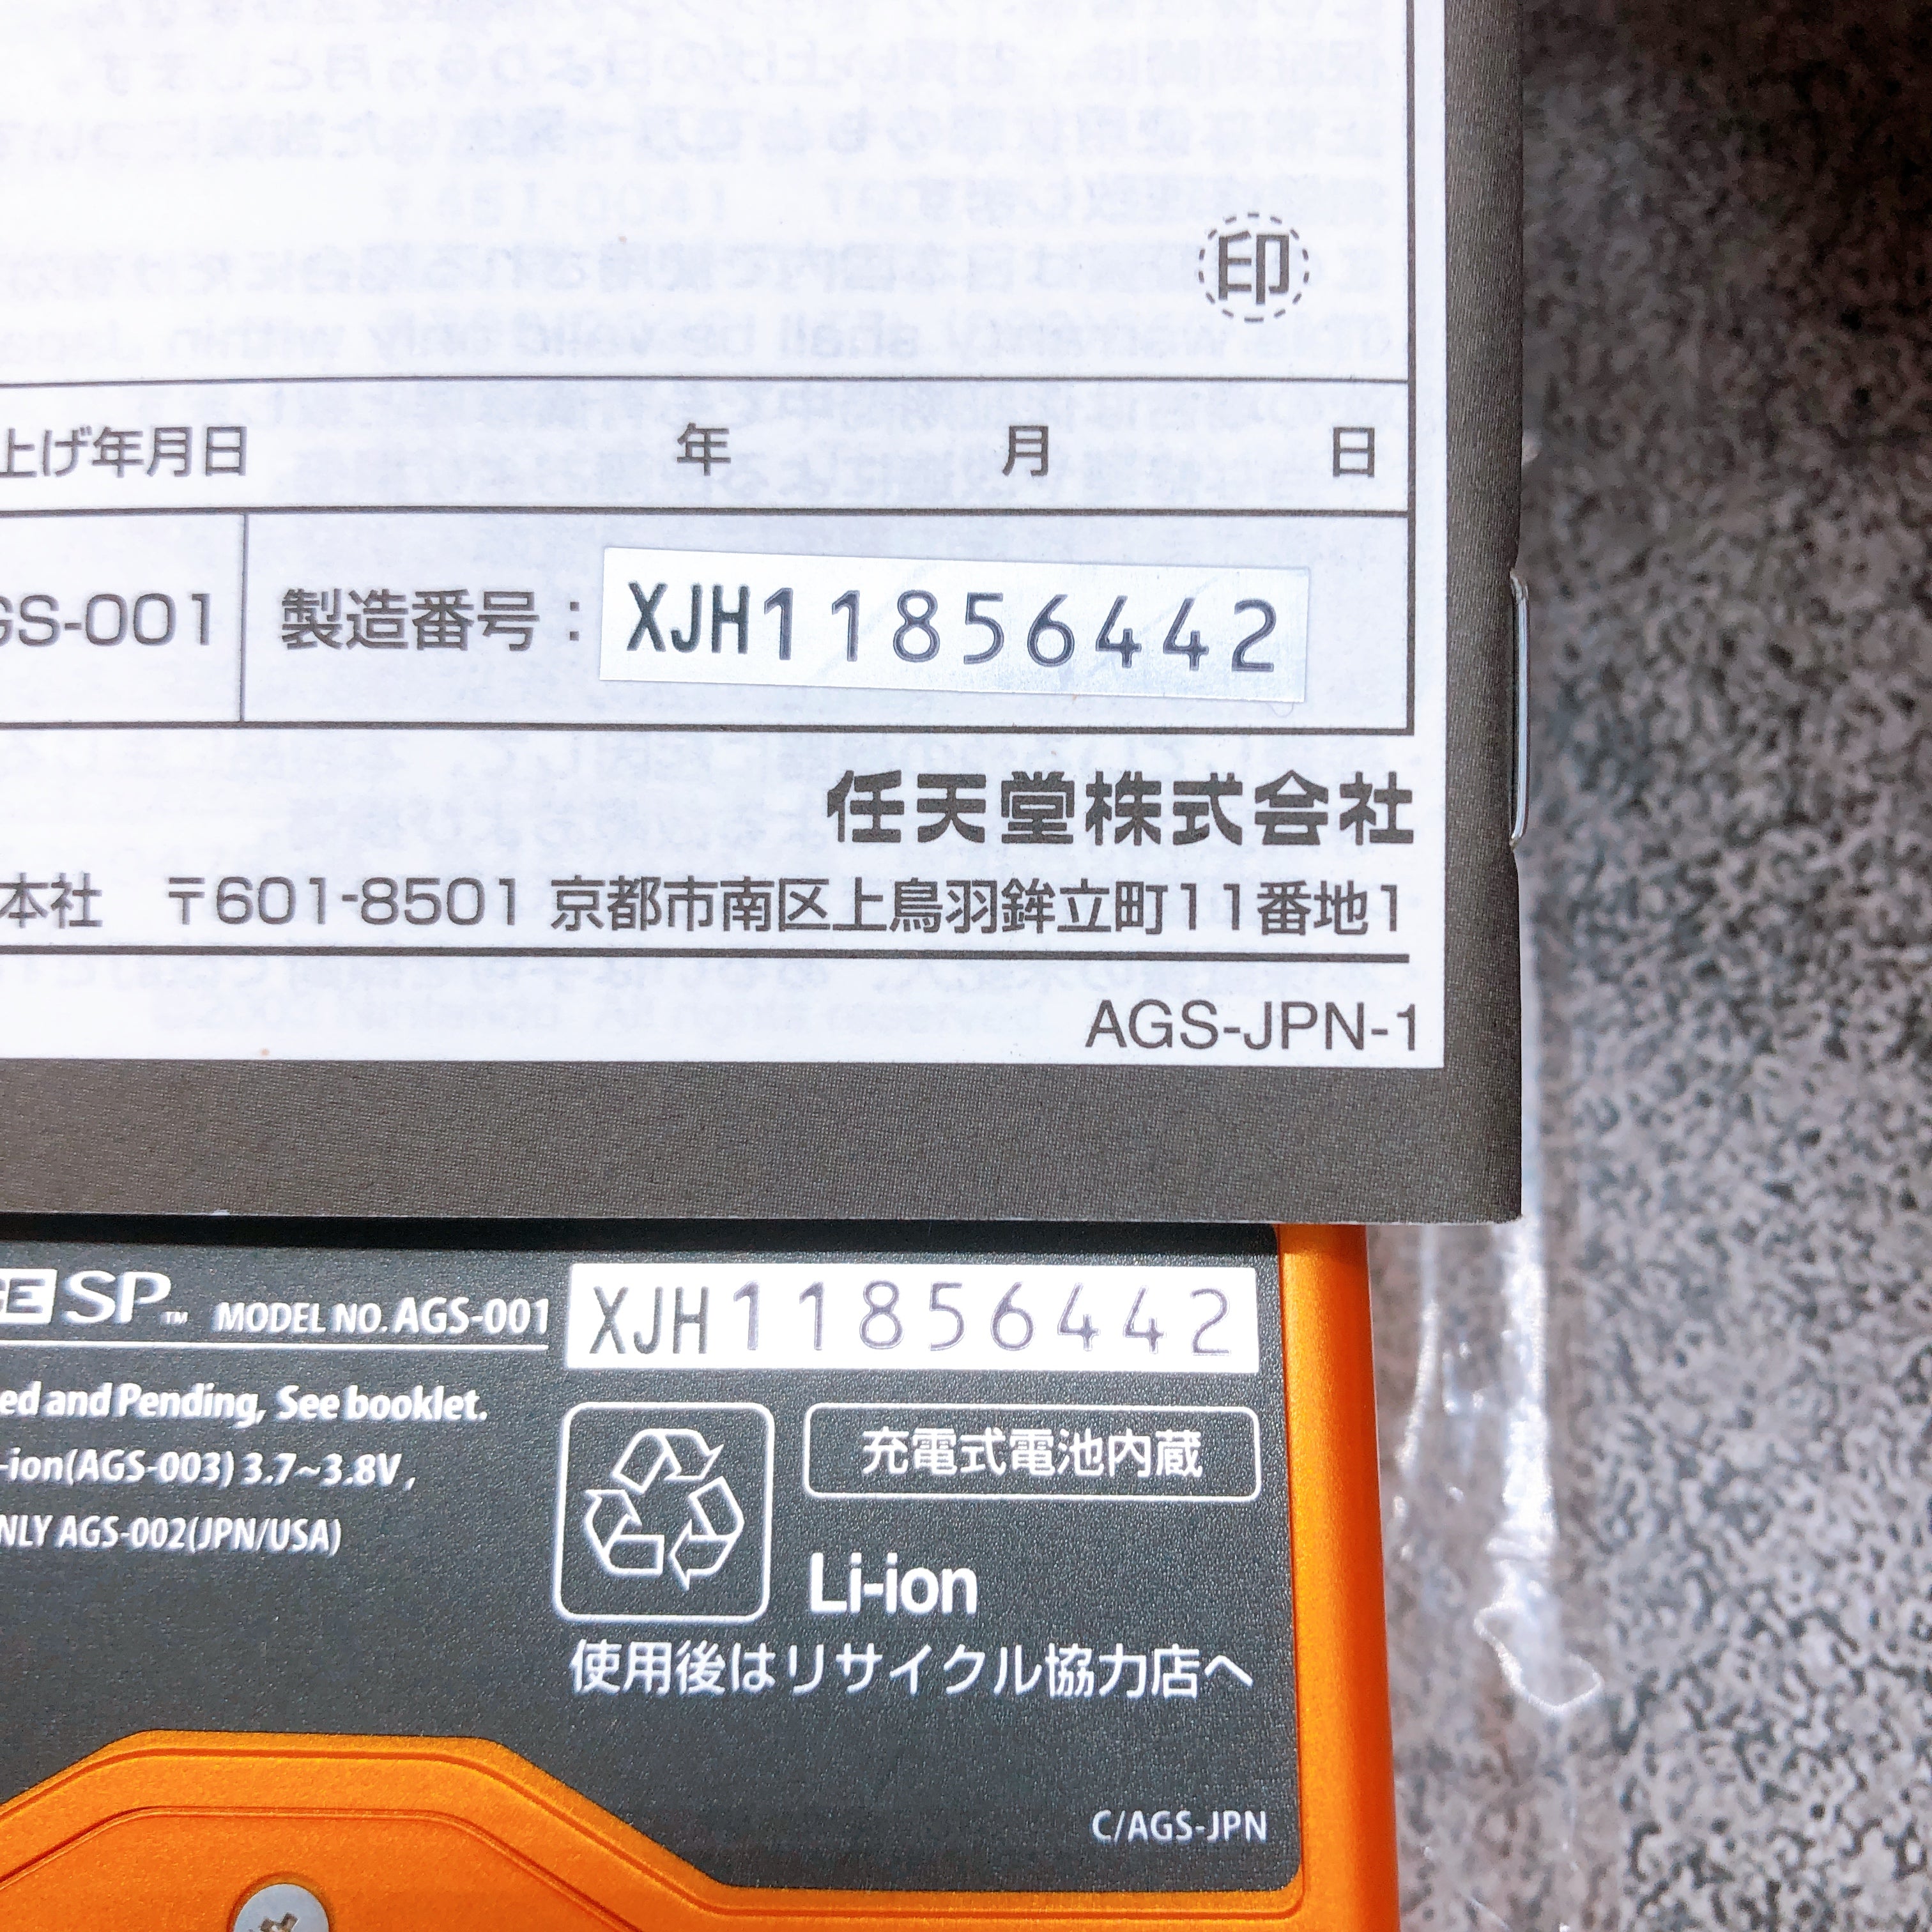 印
上げ年月日 年 月 日
GS-001 製造番号: XJH11856442
任天堂株式会社
本社 〒601-8501 京都市南区上鳥羽鉾立町11番地1
AGS-JPN-1
SP™ MODEL NO. AGS-001 XJH11856442
ed and Pending, See booklet.
-ion(AGS-003) 3.7~3.8V,
NLY AGS-002(JPN/USA)
充電式電池内蔵
Li-ion
使用後はリサイクル協力店へ
C/AGS-JPN